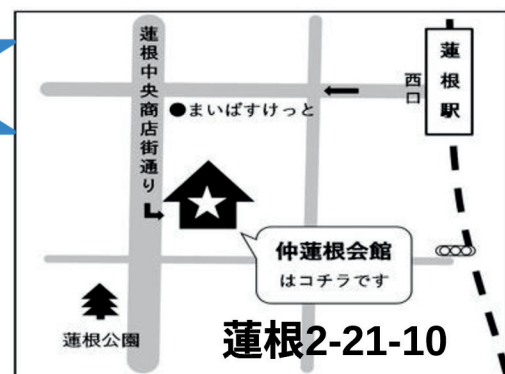 蓮根中央商店街通り
蓮根駅
西口
●まいばすけっと
仲蓮根会館
はコチラです
蓮根公園
蓮根2-21-10